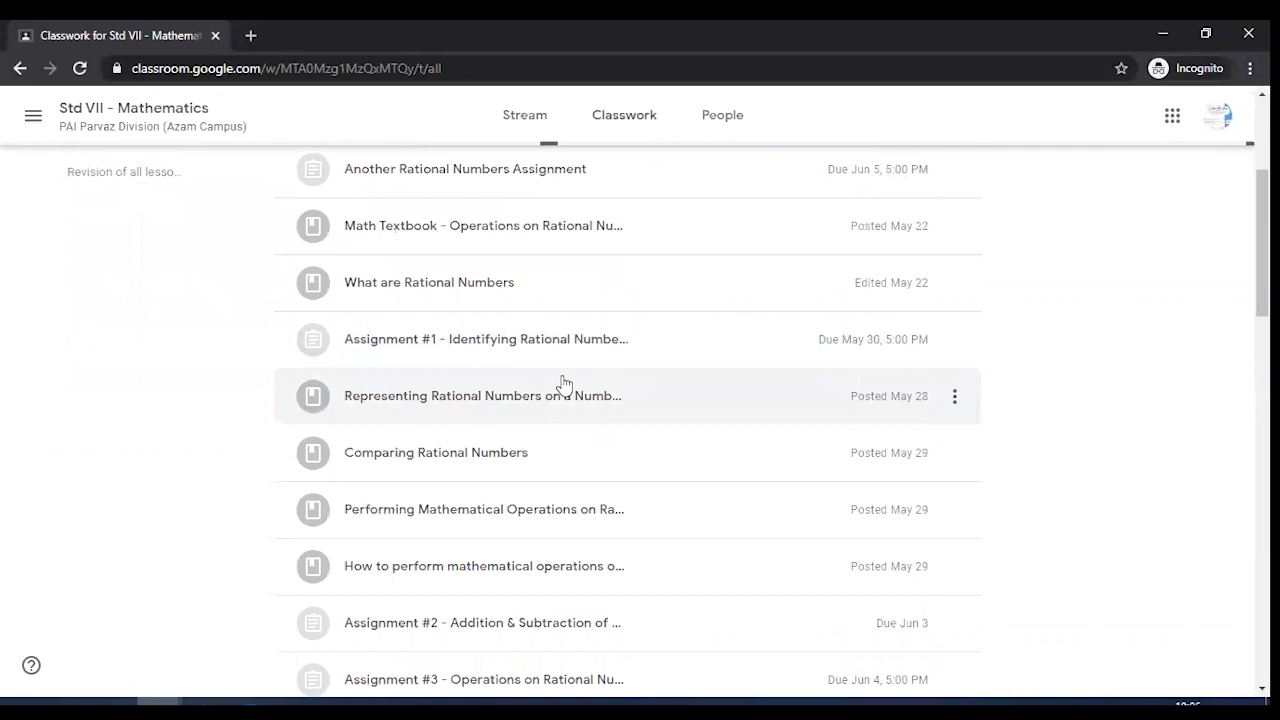 Classwork for Std VII - Mathemat
classroom.google.com/w/MTA0Mzg1MzQxMTQy/t/all
Incognito
Std VII - Mathematics
PAI Parvaz Division (Azam Campus)
Stream
Classwork
People
Revision of all lesso...
Another Rational Numbers Assignment
Due Jun 5, 5:00 PM
Math Textbook - Operations on Rational Nu...
Posted May 22
What are Rational Numbers
Edited May 22
Assignment #1 - Identifying Rational Numbe...
Due May 30, 5:00 PM
Representing Rational Numbers on a Numb...
Posted May 28
Comparing Rational Numbers
Posted May 29
Performing Mathematical Operations on Ra...
Posted May 29
How to perform mathematical operations o...
Posted May 29
Assignment #2 - Addition & Subtraction of ...
Due Jun 3
Assignment #3 - Operations on Rational Nu...
Due Jun 4, 5:00 PM